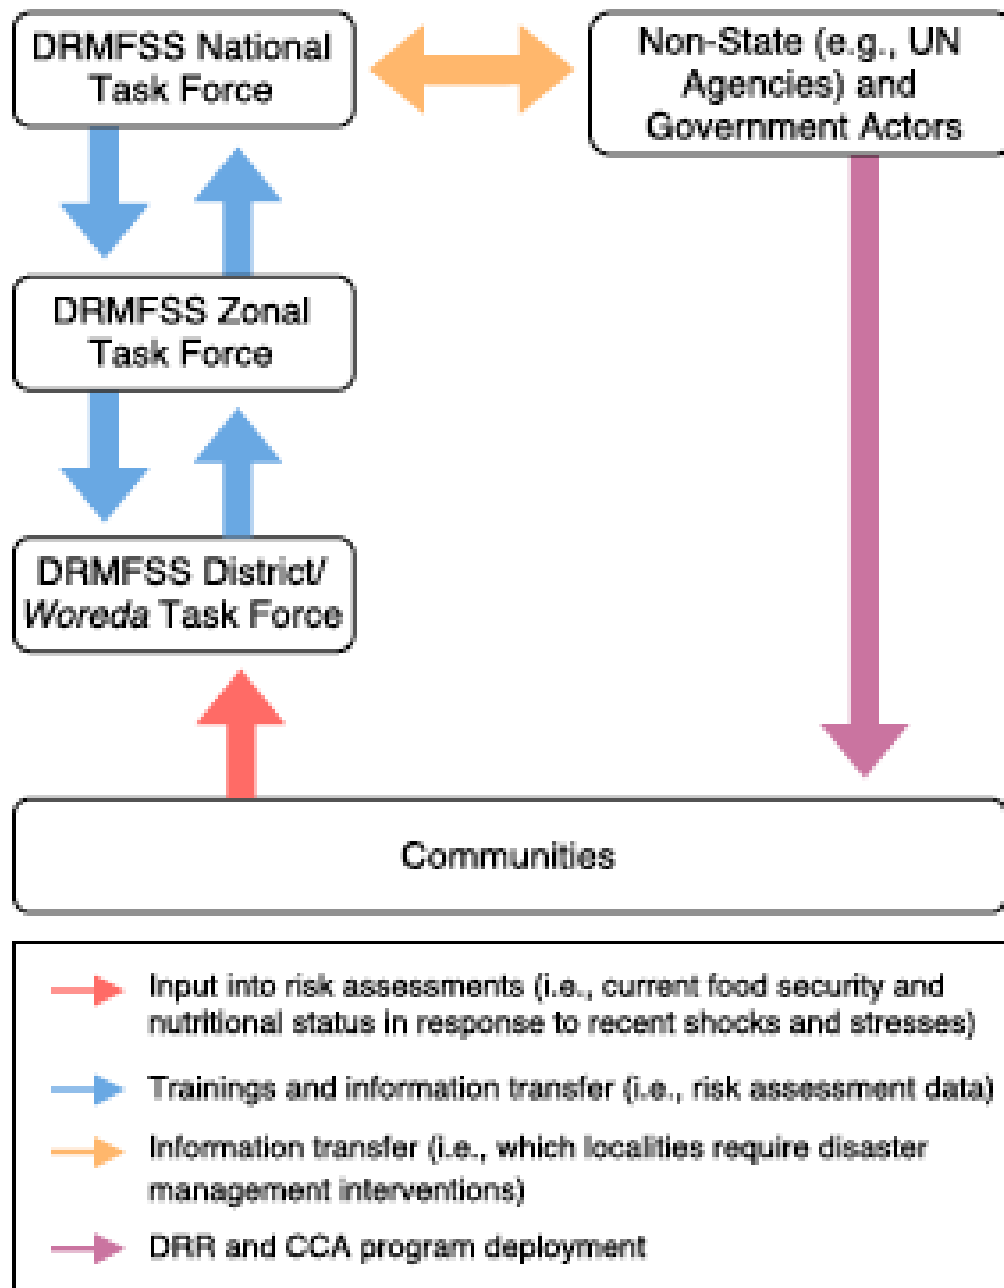 DRMFSS National
Task Force
Non-State (e.g., UN
Agencies) and
Government Actors
DRMFSS Zonal
Task Force
DRMFSS District/
Woreda Task Force
Communities
Input into risk assessments (i.e., current food security and
nutritional status in response to recent shocks and stresses)
Trainings and information transfer (i.e., risk assessment data)
Information transfer (i.e., which localities require disaster
management interventions)
DRR and CCA program deployment